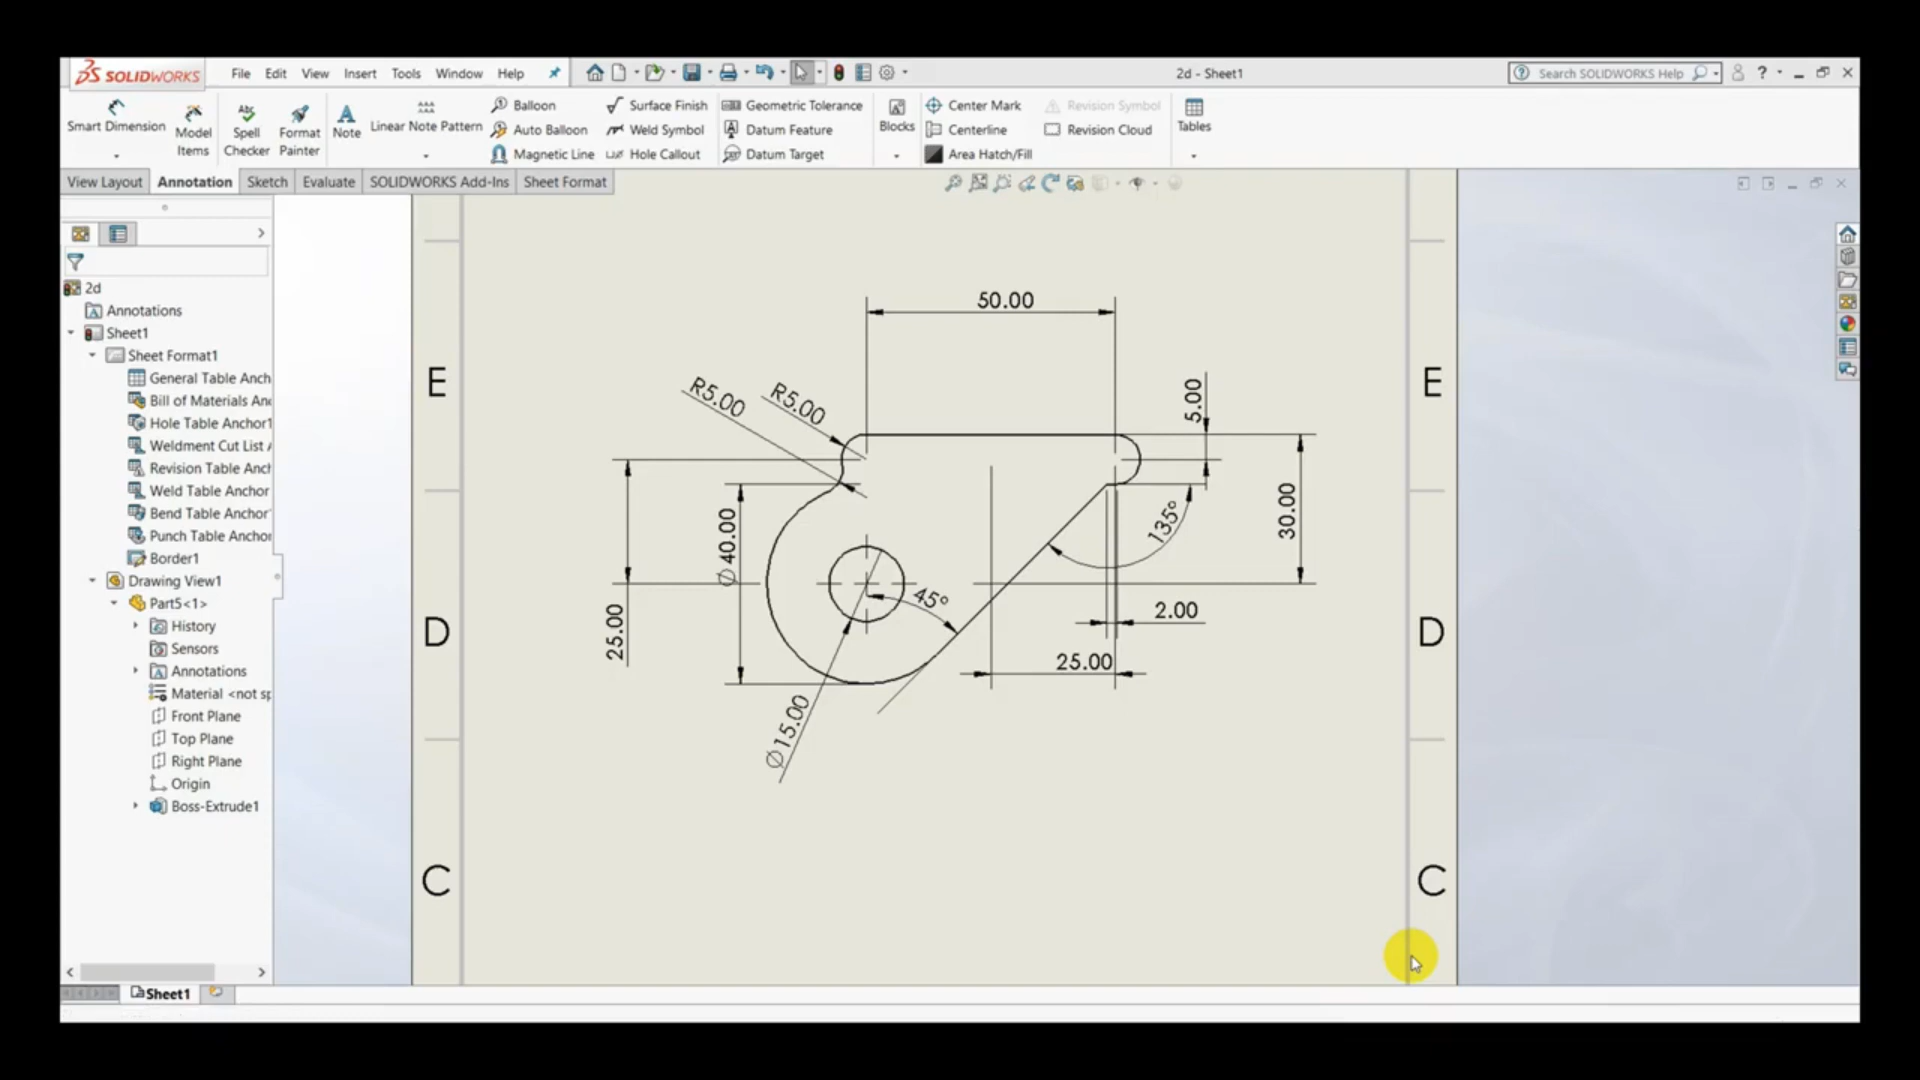 SOLIDWORKS File Edit View Insert Tools Window Help 2d - Sheet1 Search SOLIDWORKS Help ?
Smart Dimension
Model Items
Spell Checker
Format Painter
Note
Linear Note Pattern
Balloon
Auto Balloon
Magnetic Line
Surface Finish
Weld Symbol
Hole Callout
Geometric Tolerance
Datum Feature
Datum Target
Blocks
Center Mark
Centerline
Area Hatch/Fill
Revision Symbol
Revision Cloud
Tables
View Layout Annotation Sketch Evaluate SOLIDWORKS Add-Ins Sheet Format
2d
Annotations
Sheet1
Sheet Format1
General Table Anch
Bill of Materials An
Hole Table Anchor1
Weldment Cut List A
Revision Table Anch
Weld Table Anchor
Bend Table Anchor
Punch Table Anchor
Border1
Drawing View1
Part5<1>
History
Sensors
Annotations
Material <not sp
Front Plane
Top Plane
Right Plane
Origin
Boss-Extrude1
Sheet1
E
D
C
E
D
C
50.00
R5.00
R5.00
5.00
30.00
135°
∅40.00
45°
25.00
2.00
25.00
∅15.00